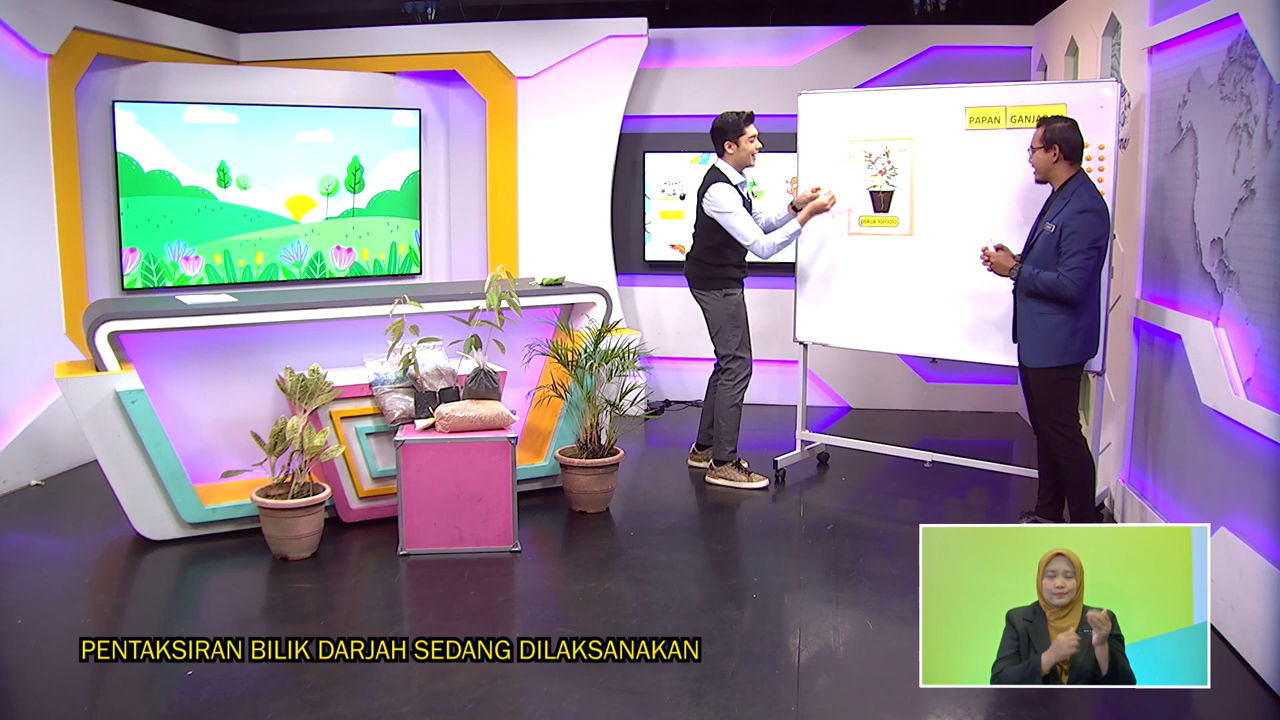 PAPAN GANJARAN
pokok tomato
PENTAKSIRAN BILIK DARJAH SEDANG DILAKSANAKAN